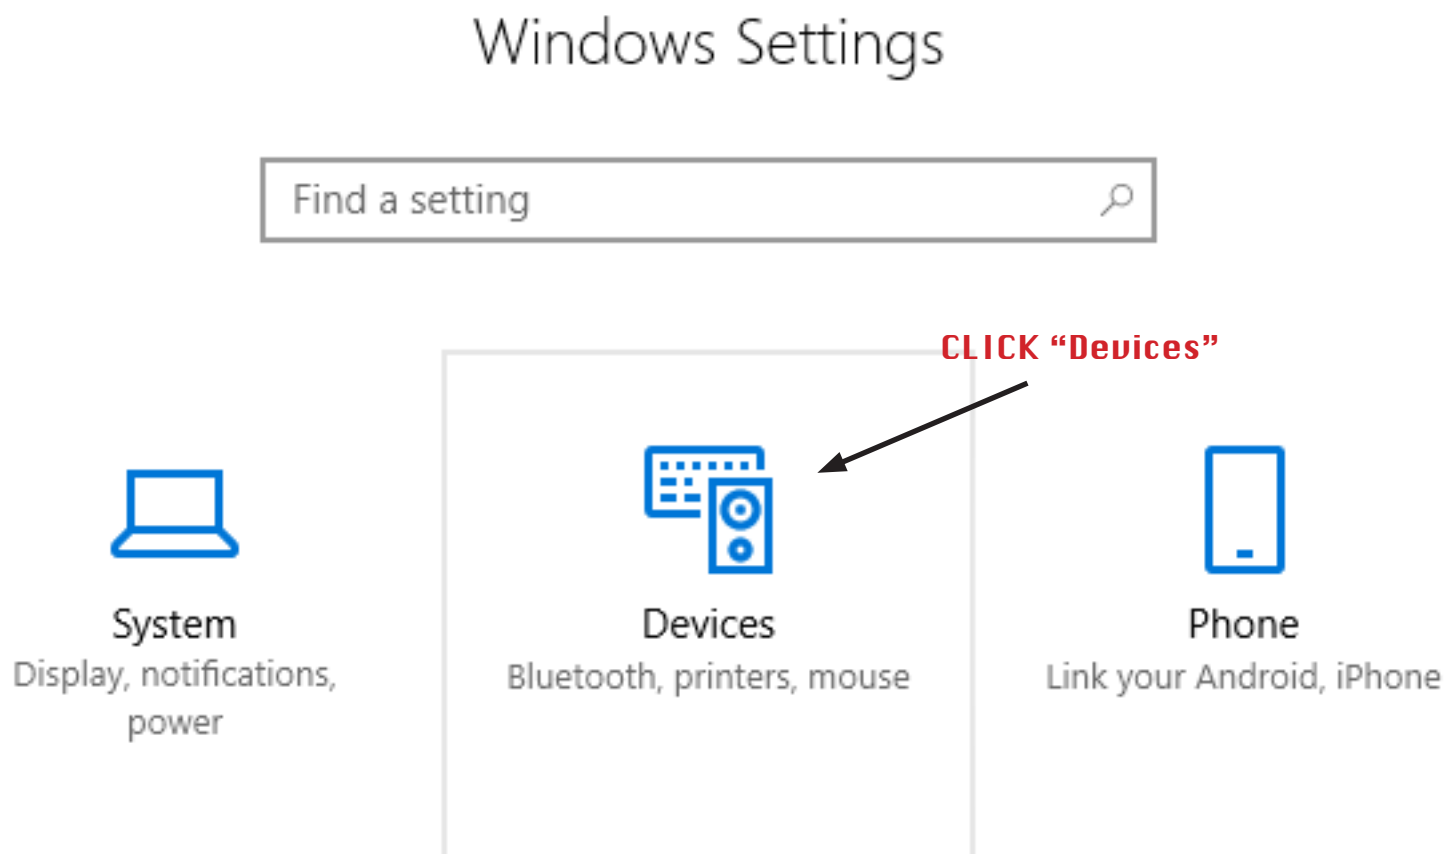 Windows Settings
Find a setting
CLICK “Devices”
System
Display, notifications,
power
Devices
Bluetooth, printers, mouse
Phone
Link your Android, iPhone